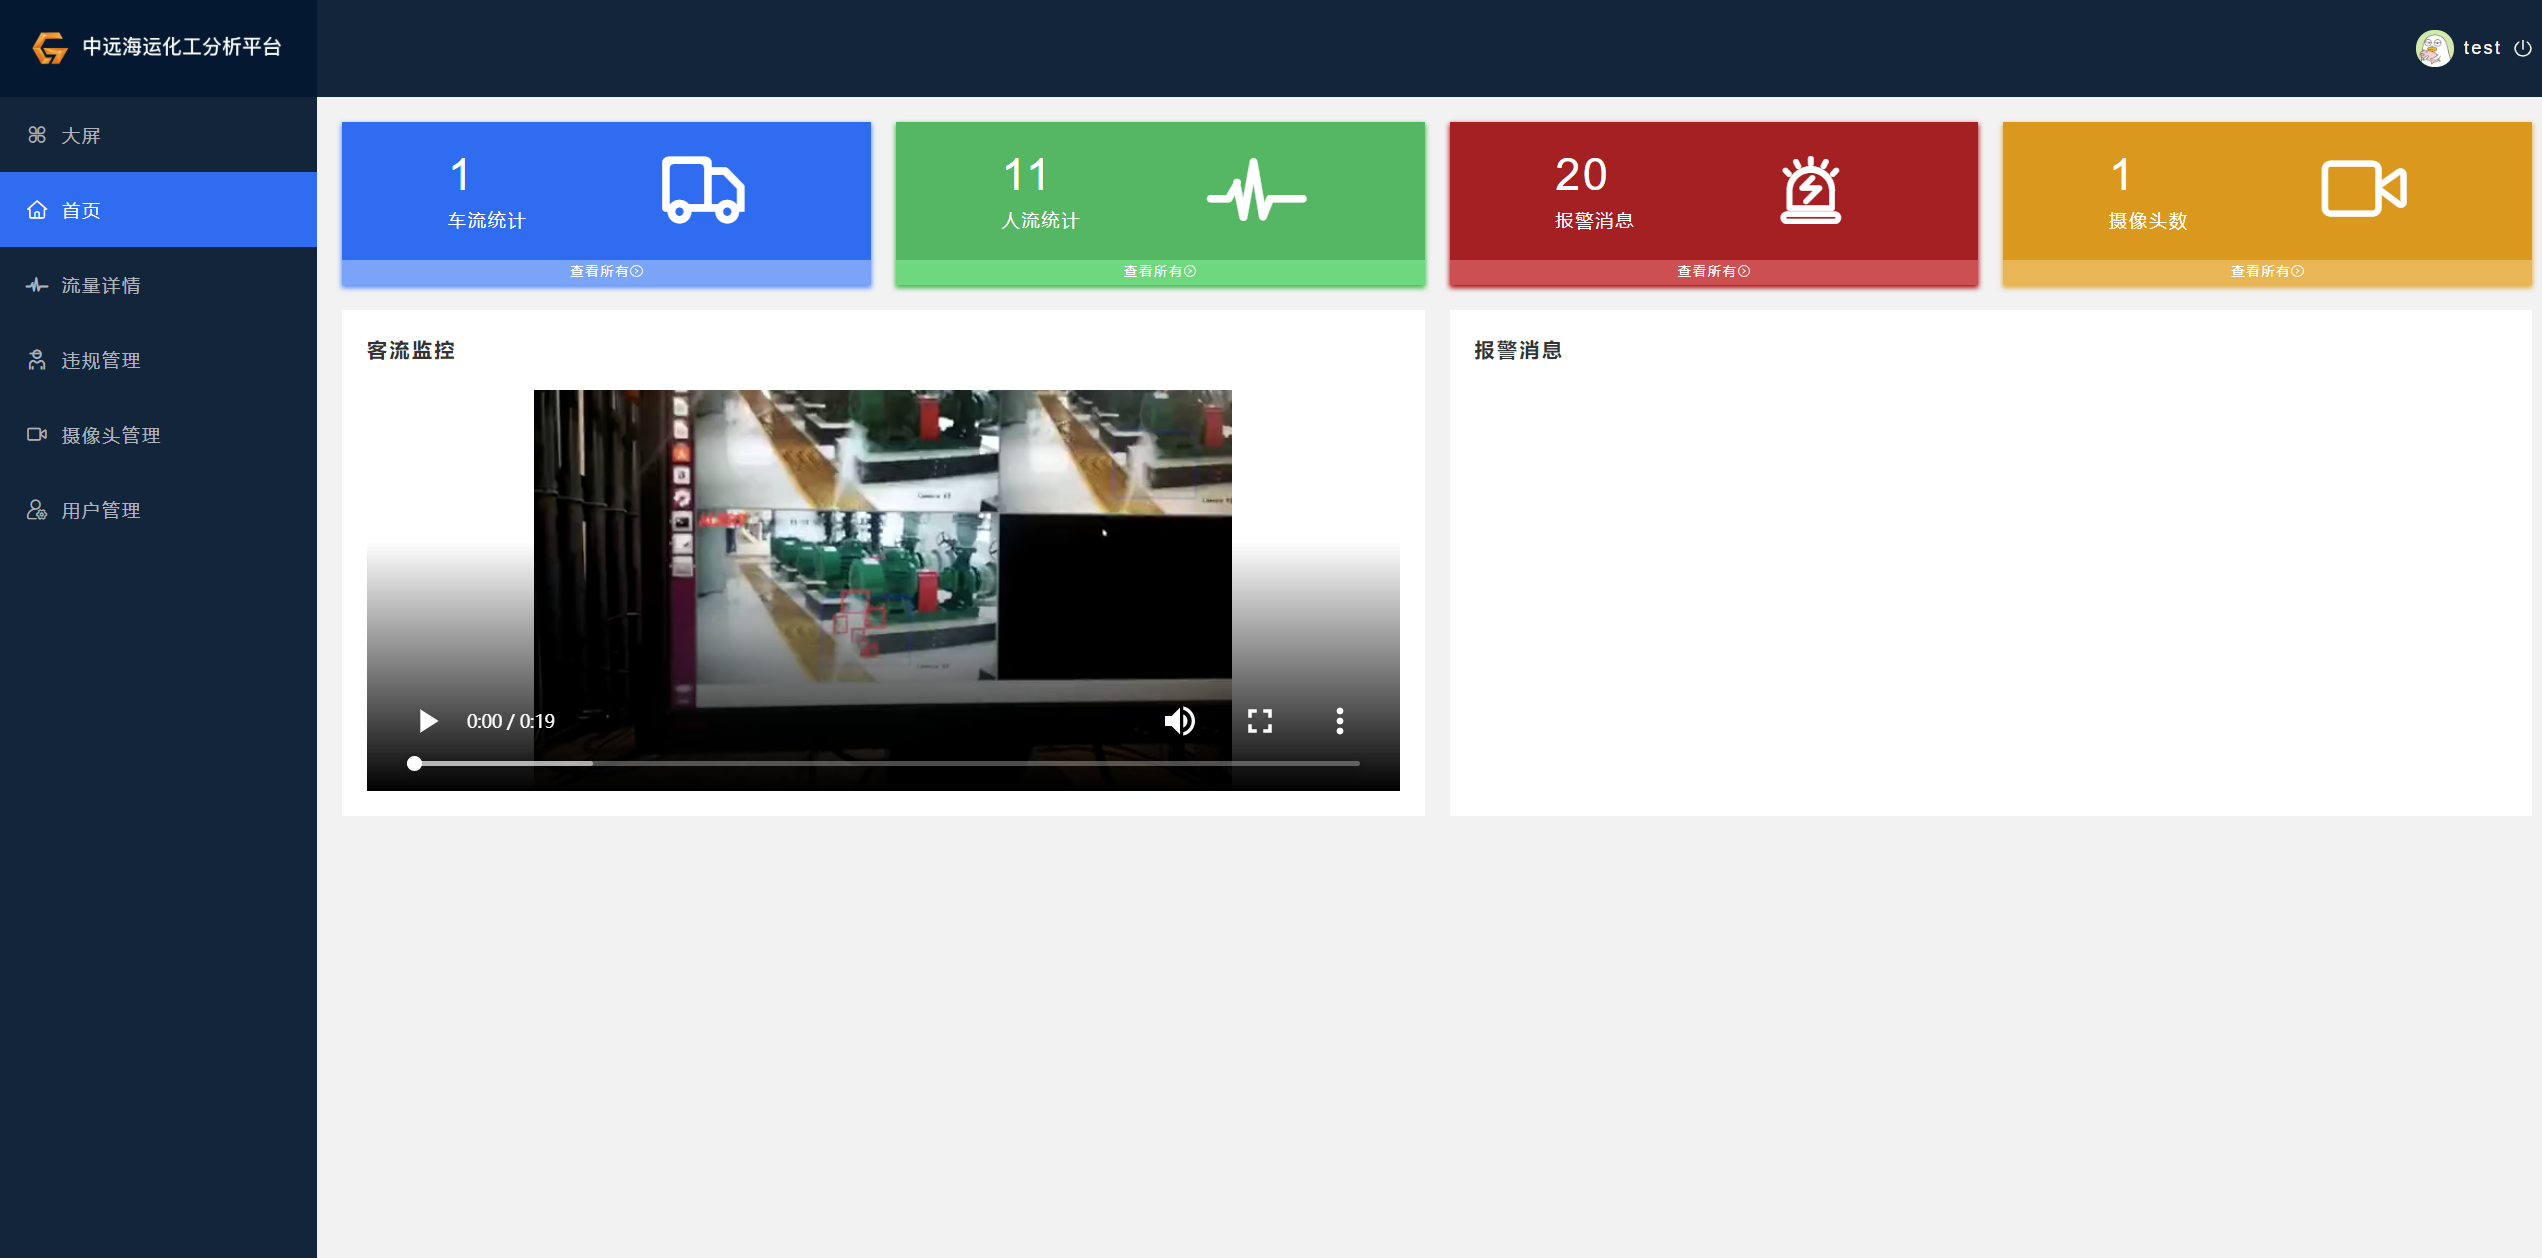 中远海运化工分析平台
test
大屏
首页
流量详情
违规管理
摄像头管理
用户管理
1
车流统计
查看所有
11
人流统计
查看所有
20
报警消息
查看所有
1
摄像头数
查看所有
客流监控
0:00 / 0:19
报警消息